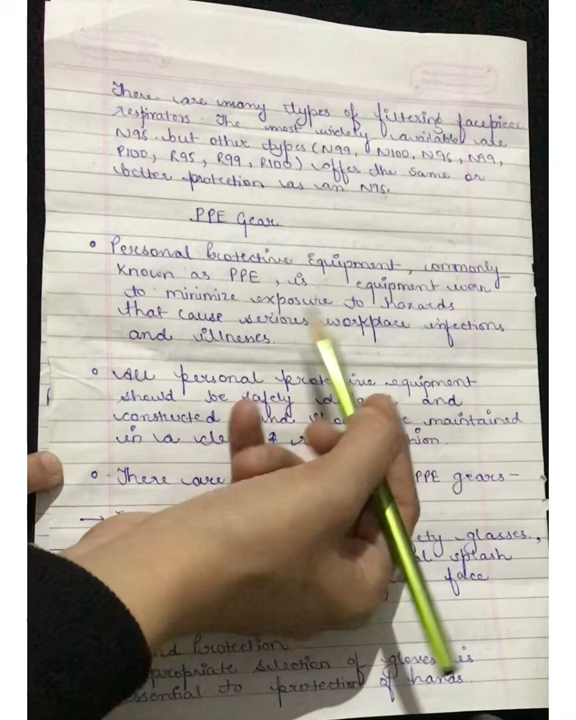 There are many types of filtering facepiece
respirators. The most widely available are
N95 but other types (N99, N100, N95, N99,
P100, R95, R99, R100) offer the same or
better protection as an N95.
PPE Gear
• Personal Protective Equipment, commonly
known as PPE, is equipment worn
to minimize exposure to hazards
that cause serious workplace infections
and illnesses.
• All personal protective equipment
should be safely and
constructed maintained
in a
• There are PPE gears-
→
glasses,
splash
face
Protection
selection of gloves is
to protection of hands.